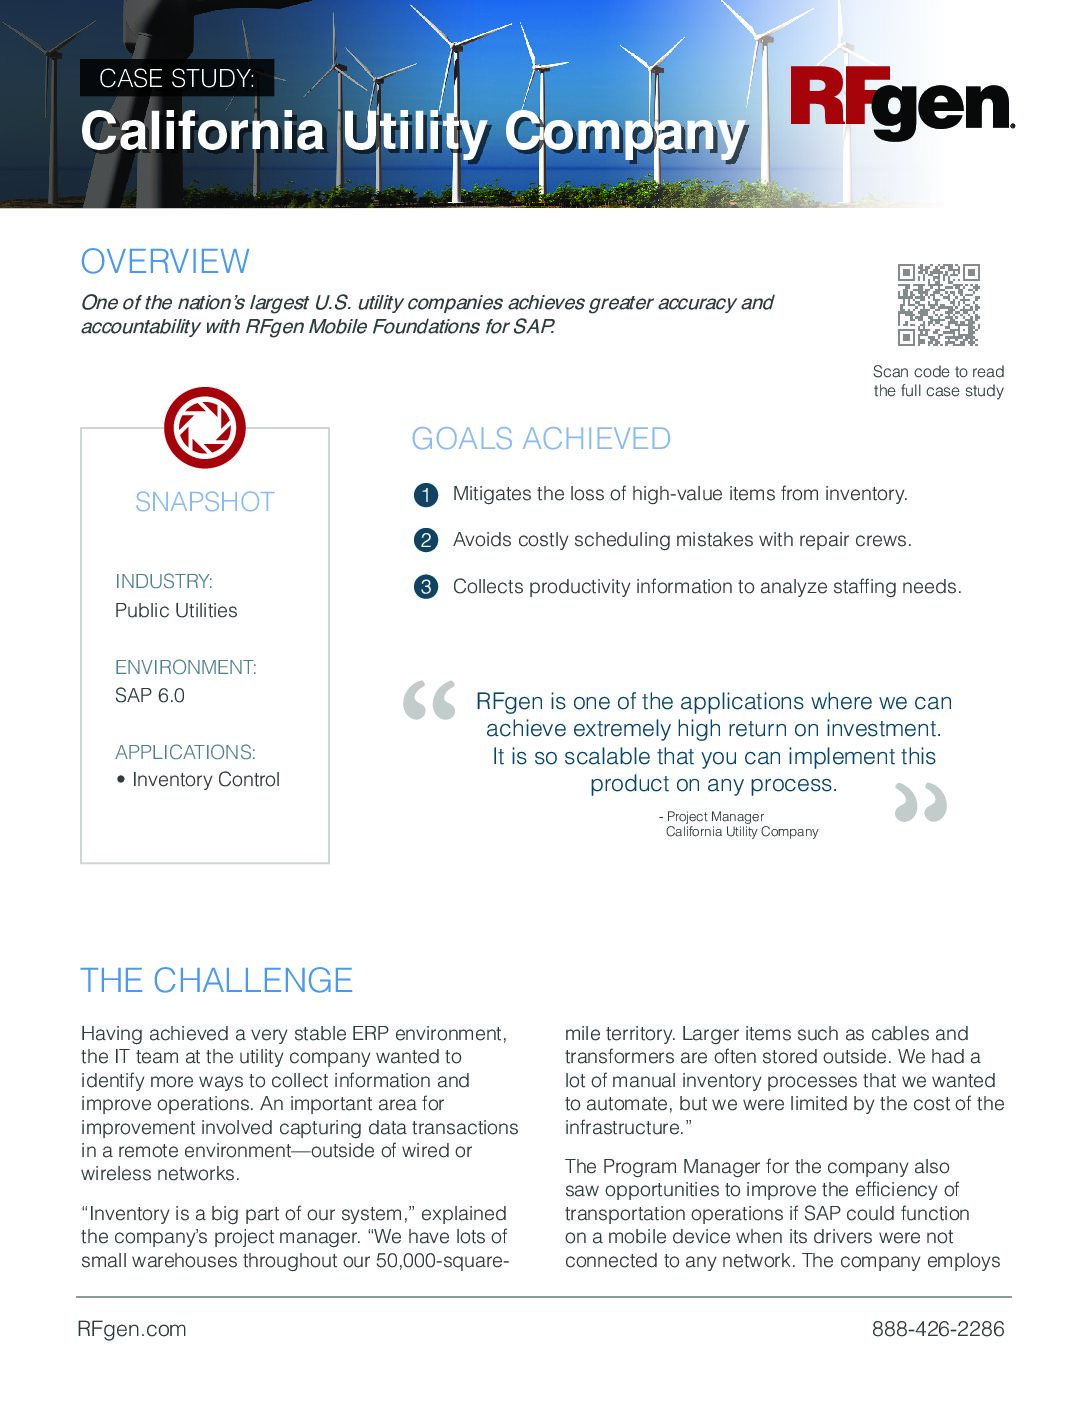 CASE STUDY:
California Utility Company
RFgen.
OVERVIEW
One of the nation's largest U.S. utility companies achieves greater accuracy and
accountability with RFgen Mobile Foundations for SAP.
Scan code to read
the full case study
SNAPSHOT
INDUSTRY:
Public Utilities
ENVIRONMENT:
SAP 6.0
APPLICATIONS:
• Inventory Control
GOALS ACHIEVED
1 Mitigates the loss of high-value items from inventory.
2 Avoids costly scheduling mistakes with repair crews.
3 Collects productivity information to analyze staffing needs.
“RFgen is one of the applications where we can
achieve extremely high return on investment.
It is so scalable that you can implement this
product on any process.”
- Project Manager
California Utility Company
THE CHALLENGE
Having achieved a very stable ERP environment,
the IT team at the utility company wanted to
identify more ways to collect information and
improve operations. An important area for
improvement involved capturing data transactions
in a remote environment—outside of wired or
wireless networks.
“Inventory is a big part of our system,” explained
the company’s project manager. “We have lots of
small warehouses throughout our 50,000-square-
mile territory. Larger items such as cables and
transformers are often stored outside. We had a
lot of manual inventory processes that we wanted
to automate, but we were limited by the cost of the
infrastructure.”
The Program Manager for the company also
saw opportunities to improve the efficiency of
transportation operations if SAP could function
on a mobile device when its drivers were not
connected to any network. The company employs
RFgen.com
888-426-2286